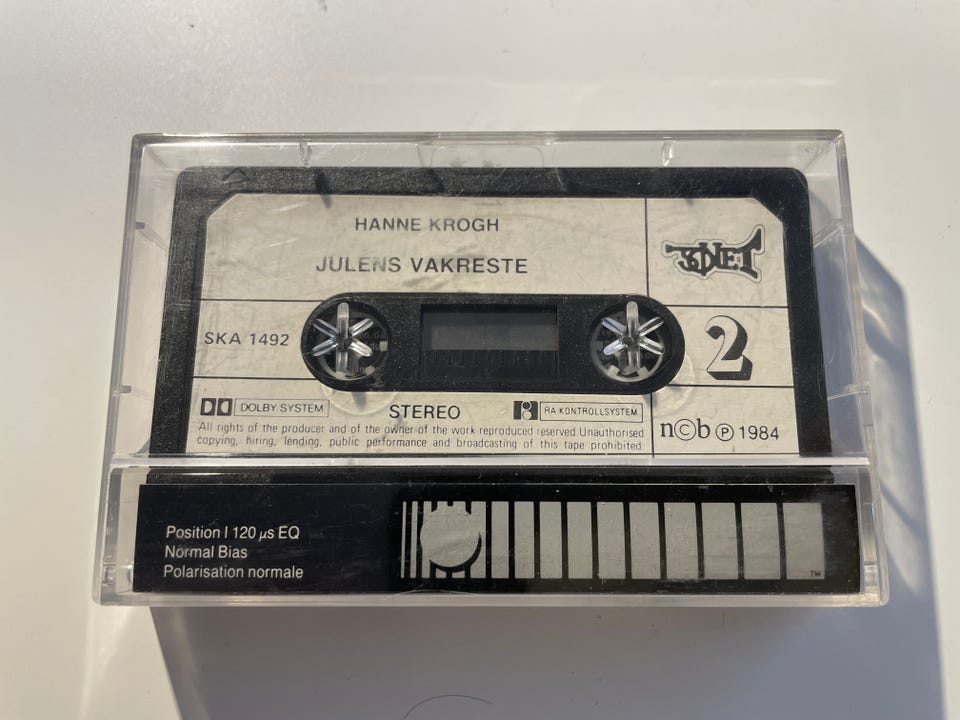 HANNE KROGH
JULENS VAKRESTE
SKA 1492
2
DOLBY SYSTEM
STEREO
RA KONTROLLSYSTEM
All rights of the producer and of the owner of the work reproduced reserved. Unauthorised
copying, hiring, lending, public performance and broadcasting of this tape prohibited.
n©b ℗ 1984
Position I 120 µs EQ
Normal Bias
Polarisation normale
TM